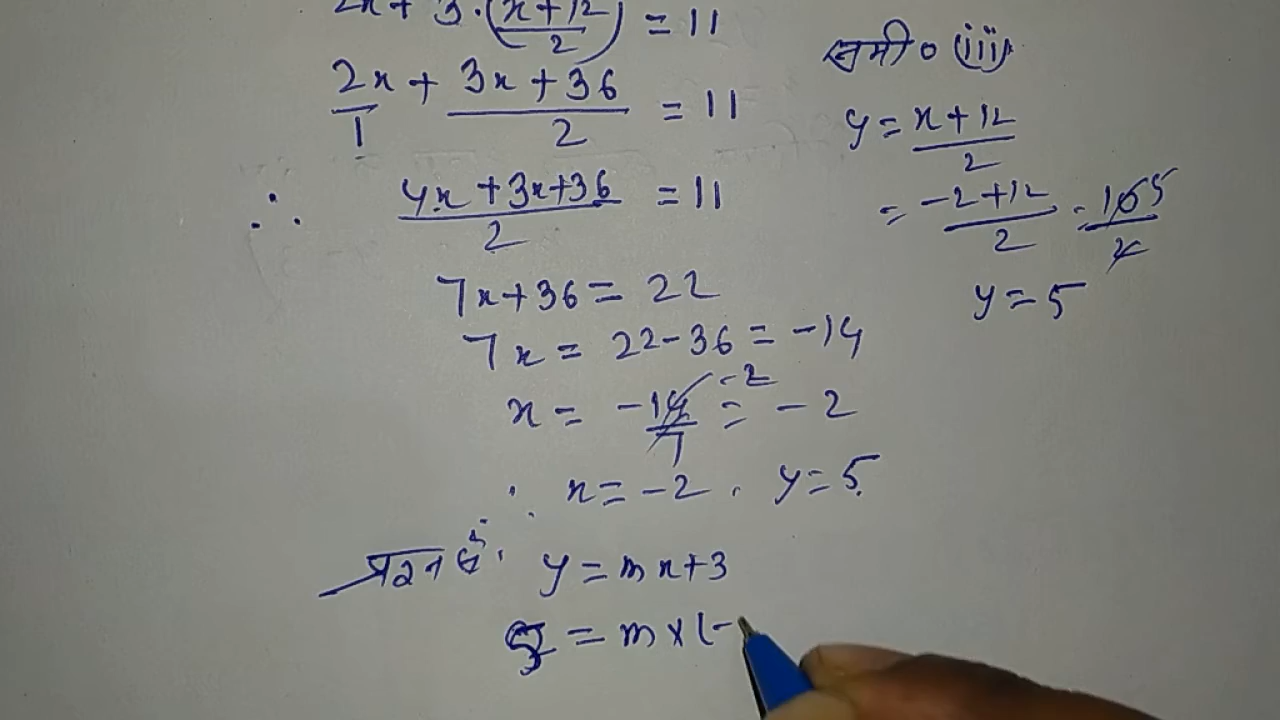 2x + 3·(x+12/2) = 11
2x/1 + 3x+36/2 = 11
∴ 4x+3x+36/2 = 11
7x+36 = 22
7x = 22-36 = -14
x = -14/7 -2 = -2
∴ x = -2, y = 5
समी० (iii)
y = x+12/2
= -2+12/2 = 10 5/2
y = 5
प्रश्न से, y = mx+3
= m×(-